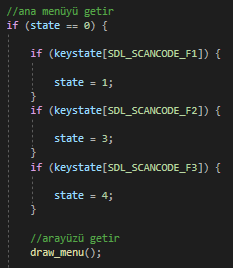 //ana menüyü getir
if (state == 0) {
if (keystate[SDL_SCANCODE_F1]) {
state = 1;
}
if (keystate[SDL_SCANCODE_F2]) {
state = 3;
}
if (keystate[SDL_SCANCODE_F3]) {
state = 4;
}
//arayüzü getir
draw_menu();